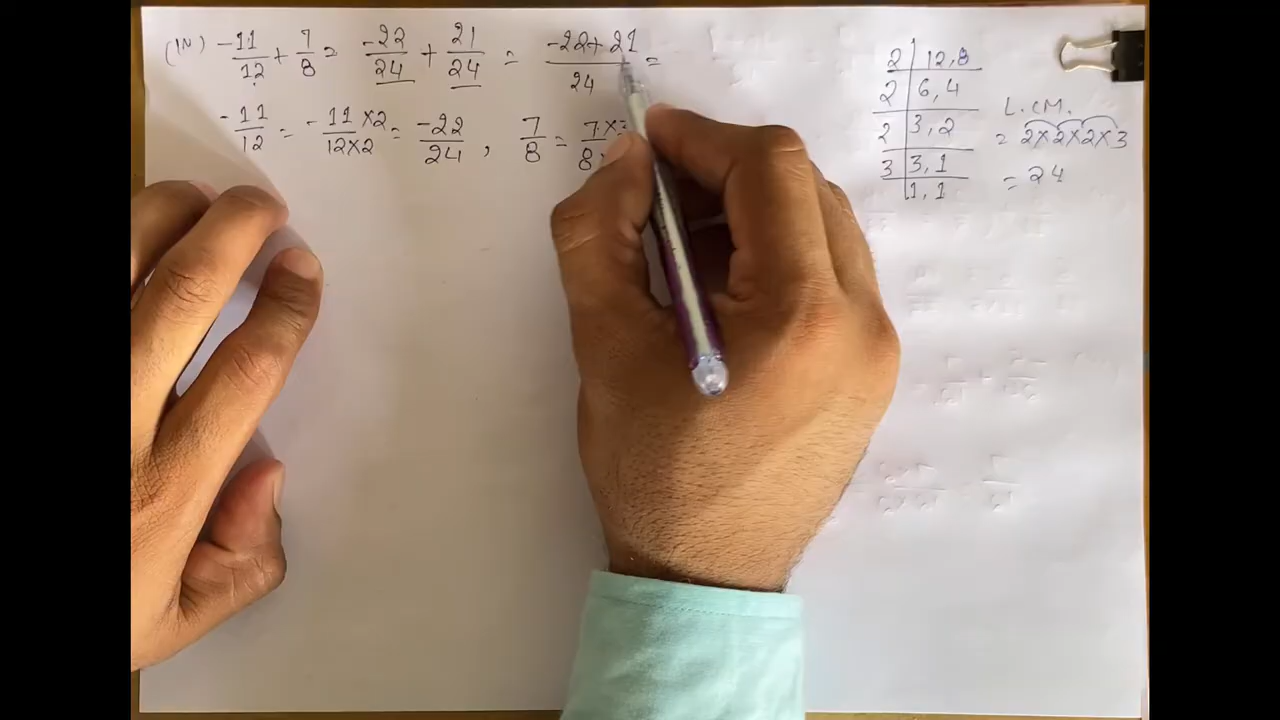 (iv) -11/12 + 7/8 = -22/24 + 21/24 = -22+21/24 =
-11/12 = -11×2/12×2 = -22/24 , 7/8 = 7×3/8
2 | 12, 8
2 | 6, 4
2 | 3, 2
3 | 3, 1
1, 1
L.CM.
= 2×2×2×3
= 24